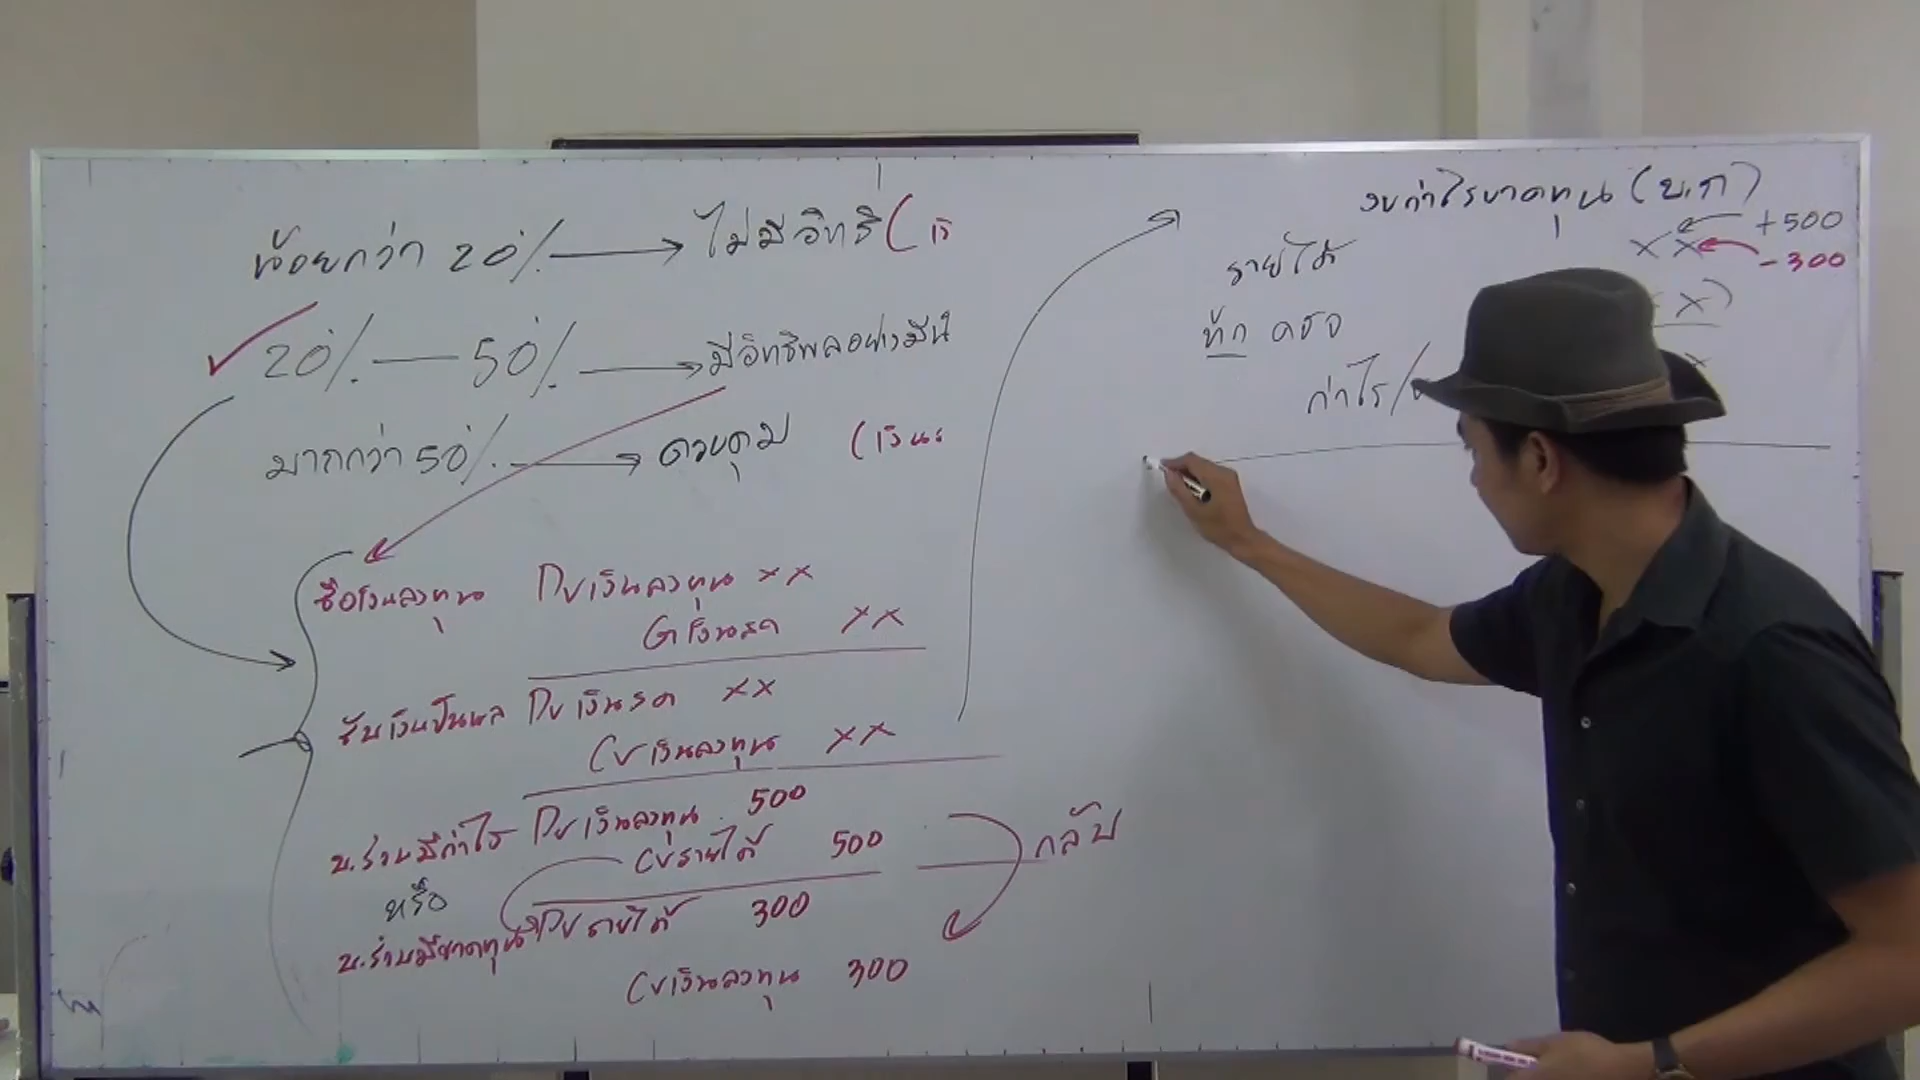 น้อยกว่า 20% → ไม่มีอิทธิ (เงิ
20% — 50% → มีอิทธิพลอย่างมีนั
มากกว่า 50% → ควบคุม (เงินล
ซื้อเงินลงทุน Dr เงินลงทุน xx
Cr เงินสด xx
รับเงินปันผล Dr เงินสด xx
Cr เงินลงทุน xx
บ.ร่วมมีกำไร Dr เงินลงทุน 500
Cr รายได้ 500
หรือ
บ.ร่วมมีขาดทุน Dr รายได้ 300
Cr เงินลงทุน 300
กลับ
งบกำไรขาดทุน (บ.ก)
+500
รายได้ xx
-300
หัก คชจ x)
กำไร/ x